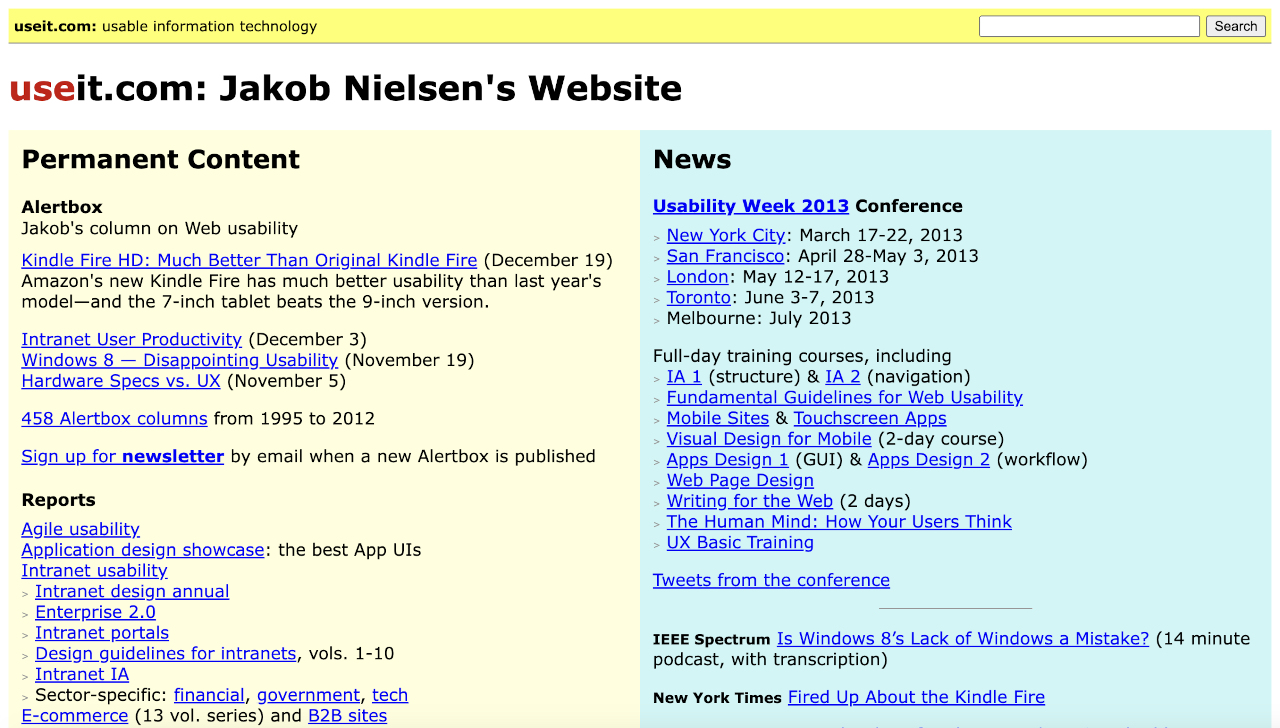 useit.com: usable information technology
Search
useit.com: Jakob Nielsen's Website
Permanent Content
Alertbox
Jakob's column on Web usability
Kindle Fire HD: Much Better Than Original Kindle Fire (December 19)
Amazon's new Kindle Fire has much better usability than last year's
model—and the 7-inch tablet beats the 9-inch version.
Intranet User Productivity (December 3)
Windows 8 — Disappointing Usability (November 19)
Hardware Specs vs. UX (November 5)
458 Alertbox columns from 1995 to 2012
Sign up for newsletter by email when a new Alertbox is published
Reports
Agile usability
Application design showcase: the best App UIs
Intranet usability
> Intranet design annual
> Enterprise 2.0
> Intranet portals
> Design guidelines for intranets, vols. 1-10
> Intranet IA
> Sector-specific: financial, government, tech
E-commerce (13 vol. series) and B2B sites
News
Usability Week 2013 Conference
> New York City: March 17-22, 2013
> San Francisco: April 28-May 3, 2013
> London: May 12-17, 2013
> Toronto: June 3-7, 2013
> Melbourne: July 2013
Full-day training courses, including
> IA 1 (structure) & IA 2 (navigation)
> Fundamental Guidelines for Web Usability
> Mobile Sites & Touchscreen Apps
> Visual Design for Mobile (2-day course)
> Apps Design 1 (GUI) & Apps Design 2 (workflow)
> Web Page Design
> Writing for the Web (2 days)
> The Human Mind: How Your Users Think
> UX Basic Training
Tweets from the conference
IEEE Spectrum Is Windows 8’s Lack of Windows a Mistake? (14 minute
podcast, with transcription)
New York Times Fired Up About the Kindle Fire